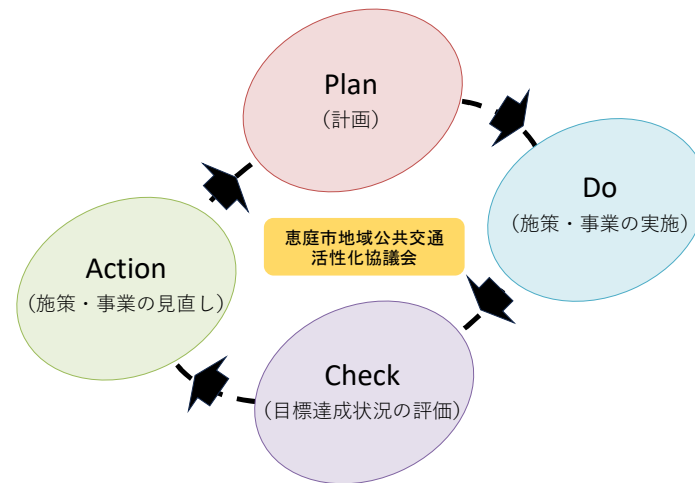 Plan
（計画）
Do
（施策・事業の実施）
恵庭市地域公共交通
活性化協議会
Action
（施策・事業の見直し）
Check
（目標達成状況の評価）